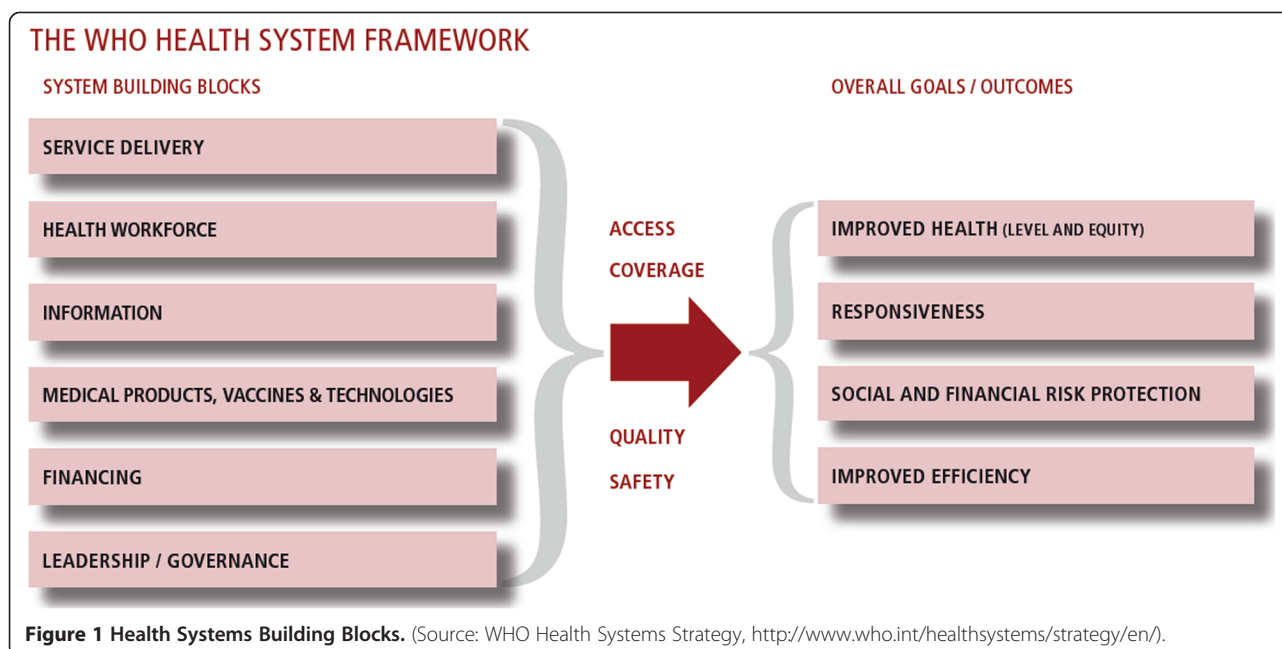 THE WHO HEALTH SYSTEM FRAMEWORK
SYSTEM BUILDING BLOCKS
OVERALL GOALS / OUTCOMES
SERVICE DELIVERY
HEALTH WORKFORCE
INFORMATION
MEDICAL PRODUCTS, VACCINES & TECHNOLOGIES
FINANCING
LEADERSHIP / GOVERNANCE
ACCESS
COVERAGE
QUALITY
SAFETY
IMPROVED HEALTH (LEVEL AND EQUITY)
RESPONSIVENESS
SOCIAL AND FINANCIAL RISK PROTECTION
IMPROVED EFFICIENCY
Figure 1 Health Systems Building Blocks. (Source: WHO Health Systems Strategy, http://www.who.int/healthsystems/strategy/en/).